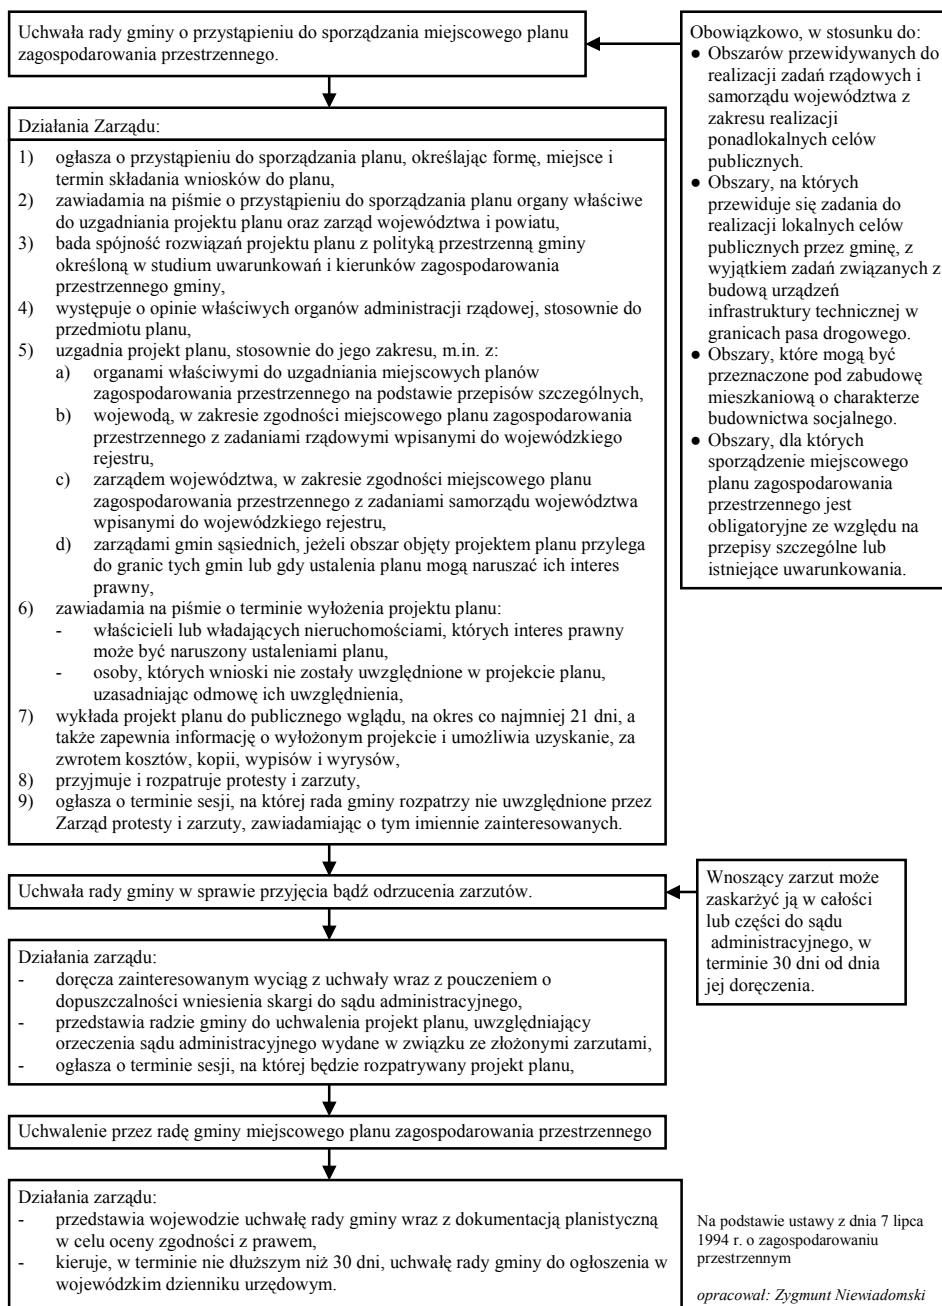 Uchwała rady gminy o przystąpieniu do sporządzania miejscowego planu
zagospodarowania przestrzennego.
Obowiązkowo, w stosunku do:
● Obszarów przewidywanych do
realizacji zadań rządowych i
samorządu województwa z
zakresu realizacji
ponadlokalnych celów
publicznych.
● Obszary, na których
przewiduje się zadania do
realizacji lokalnych celów
publicznych przez gminę, z
wyjątkiem zadań związanych z
budową urządzeń
infrastruktury technicznej w
granicach pasa drogowego.
● Obszary, które mogą być
przeznaczone pod zabudowę
mieszkaniową o charakterze
budownictwa socjalnego.
● Obszary, dla których
sporządzenie miejscowego
planu zagospodarowania
przestrzennego jest
obligatoryjne ze względu na
przepisy szczególne lub
istniejące uwarunkowania.
Działania Zarządu:
1) ogłasza o przystąpieniu do sporządzania planu, określając formę, miejsce i
termin składania wniosków do planu,
2) zawiadamia na piśmie o przystąpieniu do sporządzania planu organy właściwe
do uzgadniania projektu planu oraz zarząd województwa i powiatu,
3) bada spójność rozwiązań projektu planu z polityką przestrzenną gminy
określoną w studium uwarunkowań i kierunków zagospodarowania
przestrzennego gminy,
4) występuje o opinie właściwych organów administracji rządowej, stosownie do
przedmiotu planu,
5) uzgadnia projekt planu, stosownie do jego zakresu, m.in. z:
a) organami właściwymi do uzgadniania miejscowych planów
zagospodarowania przestrzennego na podstawie przepisów szczególnych,
b) wojewodą, w zakresie zgodności miejscowego planu zagospodarowania
przestrzennego z zadaniami rządowymi wpisanymi do wojewódzkiego
rejestru,
c) zarządem województwa, w zakresie zgodności miejscowego planu
zagospodarowania przestrzennego z zadaniami samorządu województwa
wpisanymi do wojewódzkiego rejestru,
d) zarządami gmin sąsiednich, jeżeli obszar objęty projektem planu przylega
do granic tych gmin lub gdy ustalenia planu mogą naruszać ich interes
prawny,
6) zawiadamia na piśmie o terminie wyłożenia projektu planu:
- właścicieli lub władających nieruchomościami, których interes prawny
może być naruszony ustaleniami planu,
- osoby, których wnioski nie zostały uwzględnione w projekcie planu,
uzasadniając odmowę ich uwzględnienia,
7) wykłada projekt planu do publicznego wglądu, na okres co najmniej 21 dni, a
także zapewnia informację o wyłożonym projekcie i umożliwia uzyskanie, za
zwrotem kosztów, kopii, wypisów i wyrysów,
8) przyjmuje i rozpatruje protesty i zarzuty,
9) ogłasza o terminie sesji, na której rada gminy rozpatrzy nie uwzględnione przez
Zarząd protesty i zarzuty, zawiadamiając o tym imiennie zainteresowanych.
Uchwała rady gminy w sprawie przyjęcia bądź odrzucenia zarzutów.
Wnoszący zarzut może
zaskarżyć ją w całości
lub części do sądu
administracyjnego, w
terminie 30 dni od dnia
jej doręczenia.
Działania zarządu:
- doręcza zainteresowanym wyciąg z uchwały wraz z pouczeniem o
dopuszczalności wniesienia skargi do sądu administracyjnego,
- przedstawia radzie gminy do uchwalenia projekt planu, uwzględniający
orzeczenia sądu administracyjnego wydane w związku ze złożonymi zarzutami,
- ogłasza o terminie sesji, na której będzie rozpatrywany projekt planu,
Uchwalenie przez radę gminy miejscowego planu zagospodarowania przestrzennego
Działania zarządu:
- przedstawia wojewodzie uchwałę rady gminy wraz z dokumentacją planistyczną
w celu oceny zgodności z prawem,
- kieruje, w terminie nie dłuższym niż 30 dni, uchwałę rady gminy do ogłoszenia w
wojewódzkim dzienniku urzędowym.
Na podstawie ustawy z dnia 7 lipca
1994 r. o zagospodarowaniu
przestrzennym
opracował: Zygmunt Niewiadomski